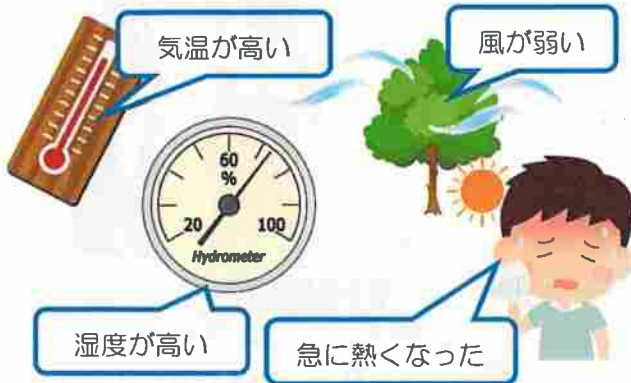 気温が高い
風が弱い
60
%
20
100
Hydrometer
湿度が高い
急に熱くなった